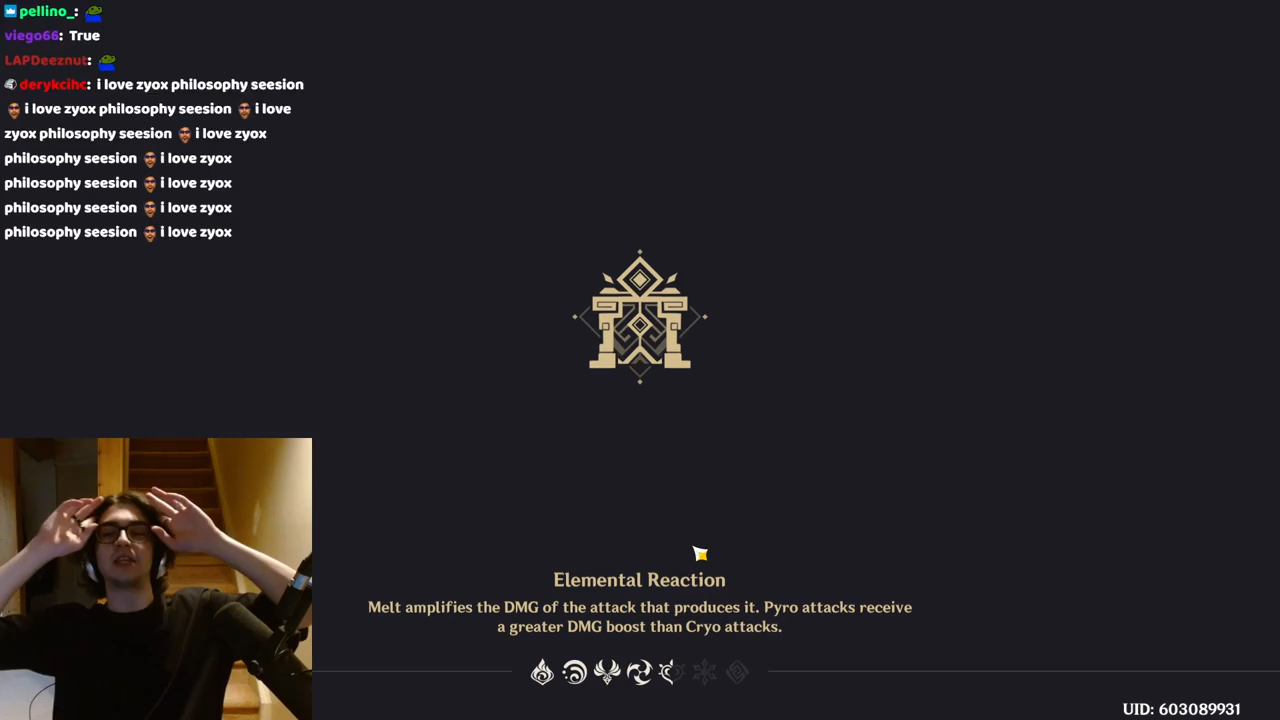 pellino_:
viego66: True
LAPDeeznut:
derykcihc: i love zyox philosophy seesion
i love zyox philosophy seesion i love
zyox philosophy seesion i love zyox
philosophy seesion i love zyox
philosophy seesion i love zyox
philosophy seesion i love zyox
philosophy seesion i love zyox
Elemental Reaction
Melt amplifies the DMG of the attack that produces it. Pyro attacks receive
a greater DMG boost than Cryo attacks.
UID: 603089931